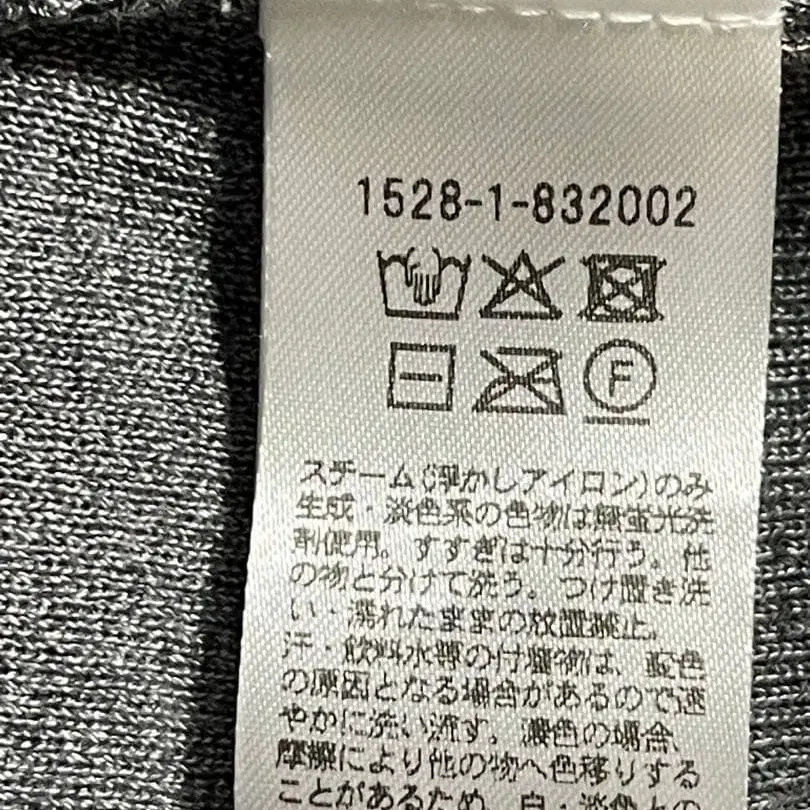 1528-1-832002
F
スチーム(浮かしアイロン)のみ
生成・淡色系の色物は無蛍光洗
剤使用。すすぎは十分行う。他
の物と分けて洗う。つけ置き洗
い・濡れたままの放置禁止。
汗・飲料水等の付着物は、変色
の原因となる場合があるので速
やかに洗い流す。濃色の場合、
摩擦により他の物へ色移りする
ことがあるため、白・淡色との